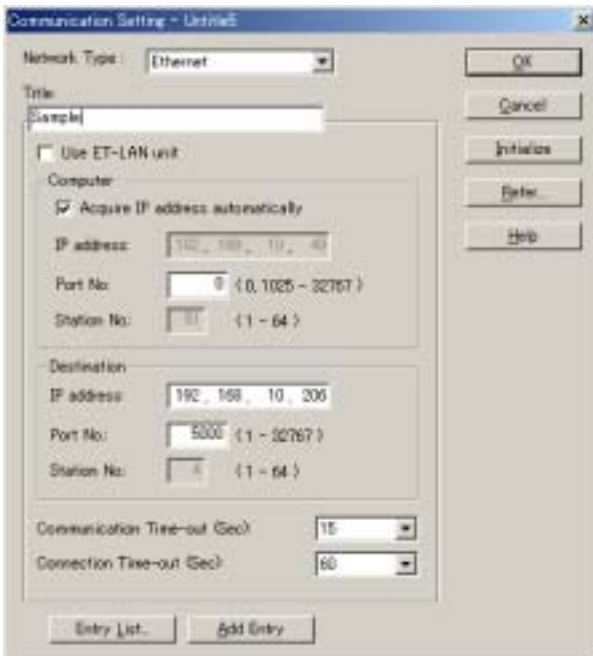 Communication Setting - Untitle5
Network Type : Ethernet
OK
Title
Sample
Cancel
Use ET-LAN unit
Initialize
Computer
Acquire IP address automatically
Refer...
IP address: 192, 168, 10,
Help
Port No: 0 ( 0, 1025 - 32767 )
Station No.: ( 1 - 64 )
Destination
IP address: 192, 168, 10, 206
Port No.: 5000 ( 1 - 32767 )
Station No. ( 1 - 64 )
Communication Time-out (Sec) 15
Connection Time-out (Sec) 60
Entry List... Add Entry